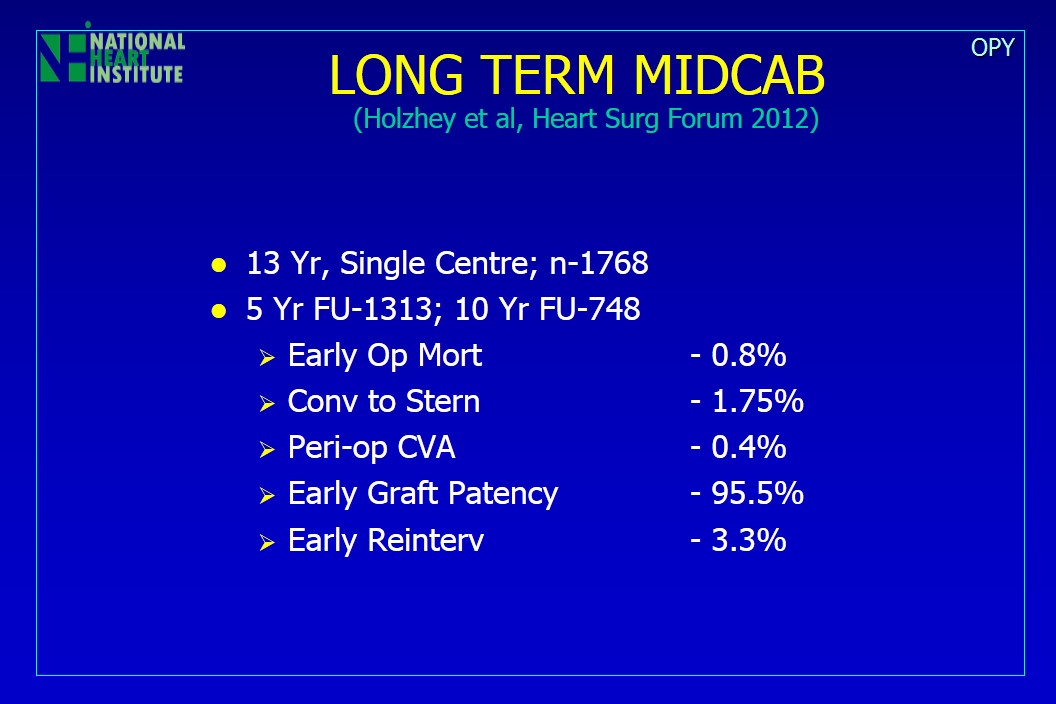 NATIONAL
HEART
INSTITUTE
OPY
LONG TERM MIDCAB
(Holzhey et al, Heart Surg Forum 2012)
13 Yr, Single Centre; n-1768
5 Yr FU-1313; 10 Yr FU-748
Early Op Mort - 0.8%
Conv to Stern - 1.75%
Peri-op CVA - 0.4%
Early Graft Patency - 95.5%
Early Reinterv - 3.3%